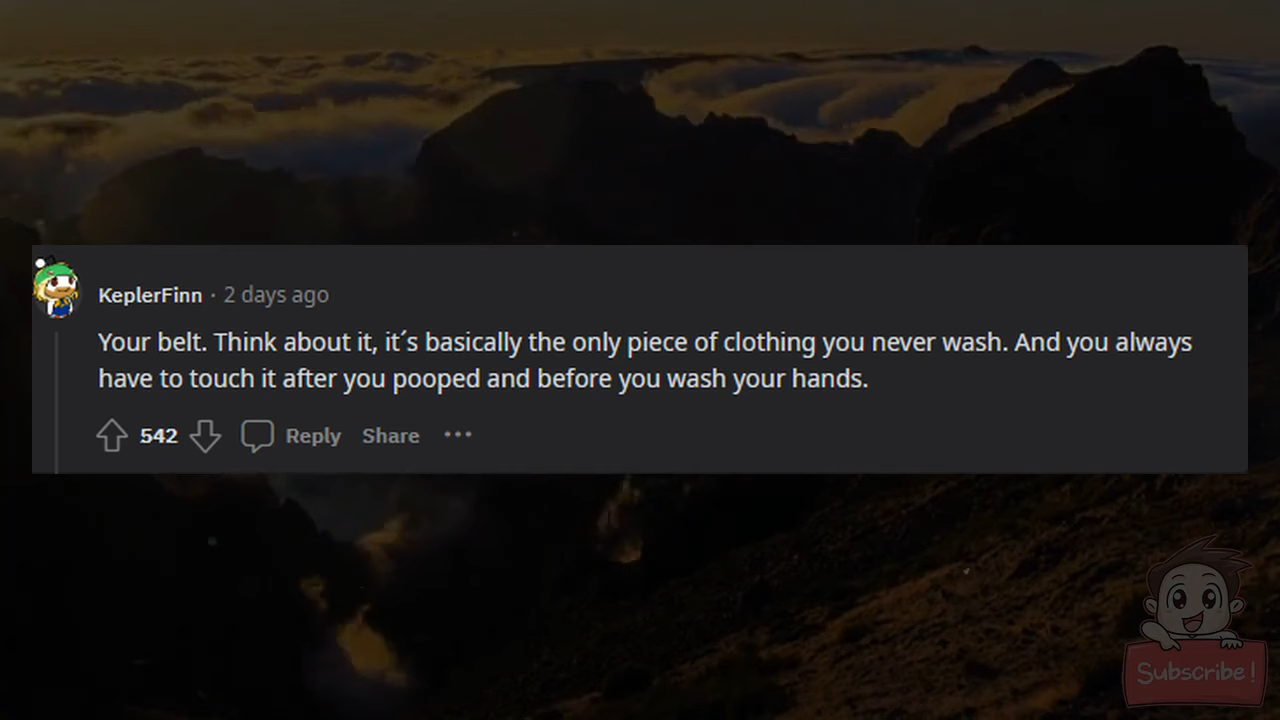 KeplerFinn · 2 days ago
Your belt. Think about it, it´s basically the only piece of clothing you never wash. And you always
have to touch it after you pooped and before you wash your hands.
542 Reply Share ···
Subscribe !